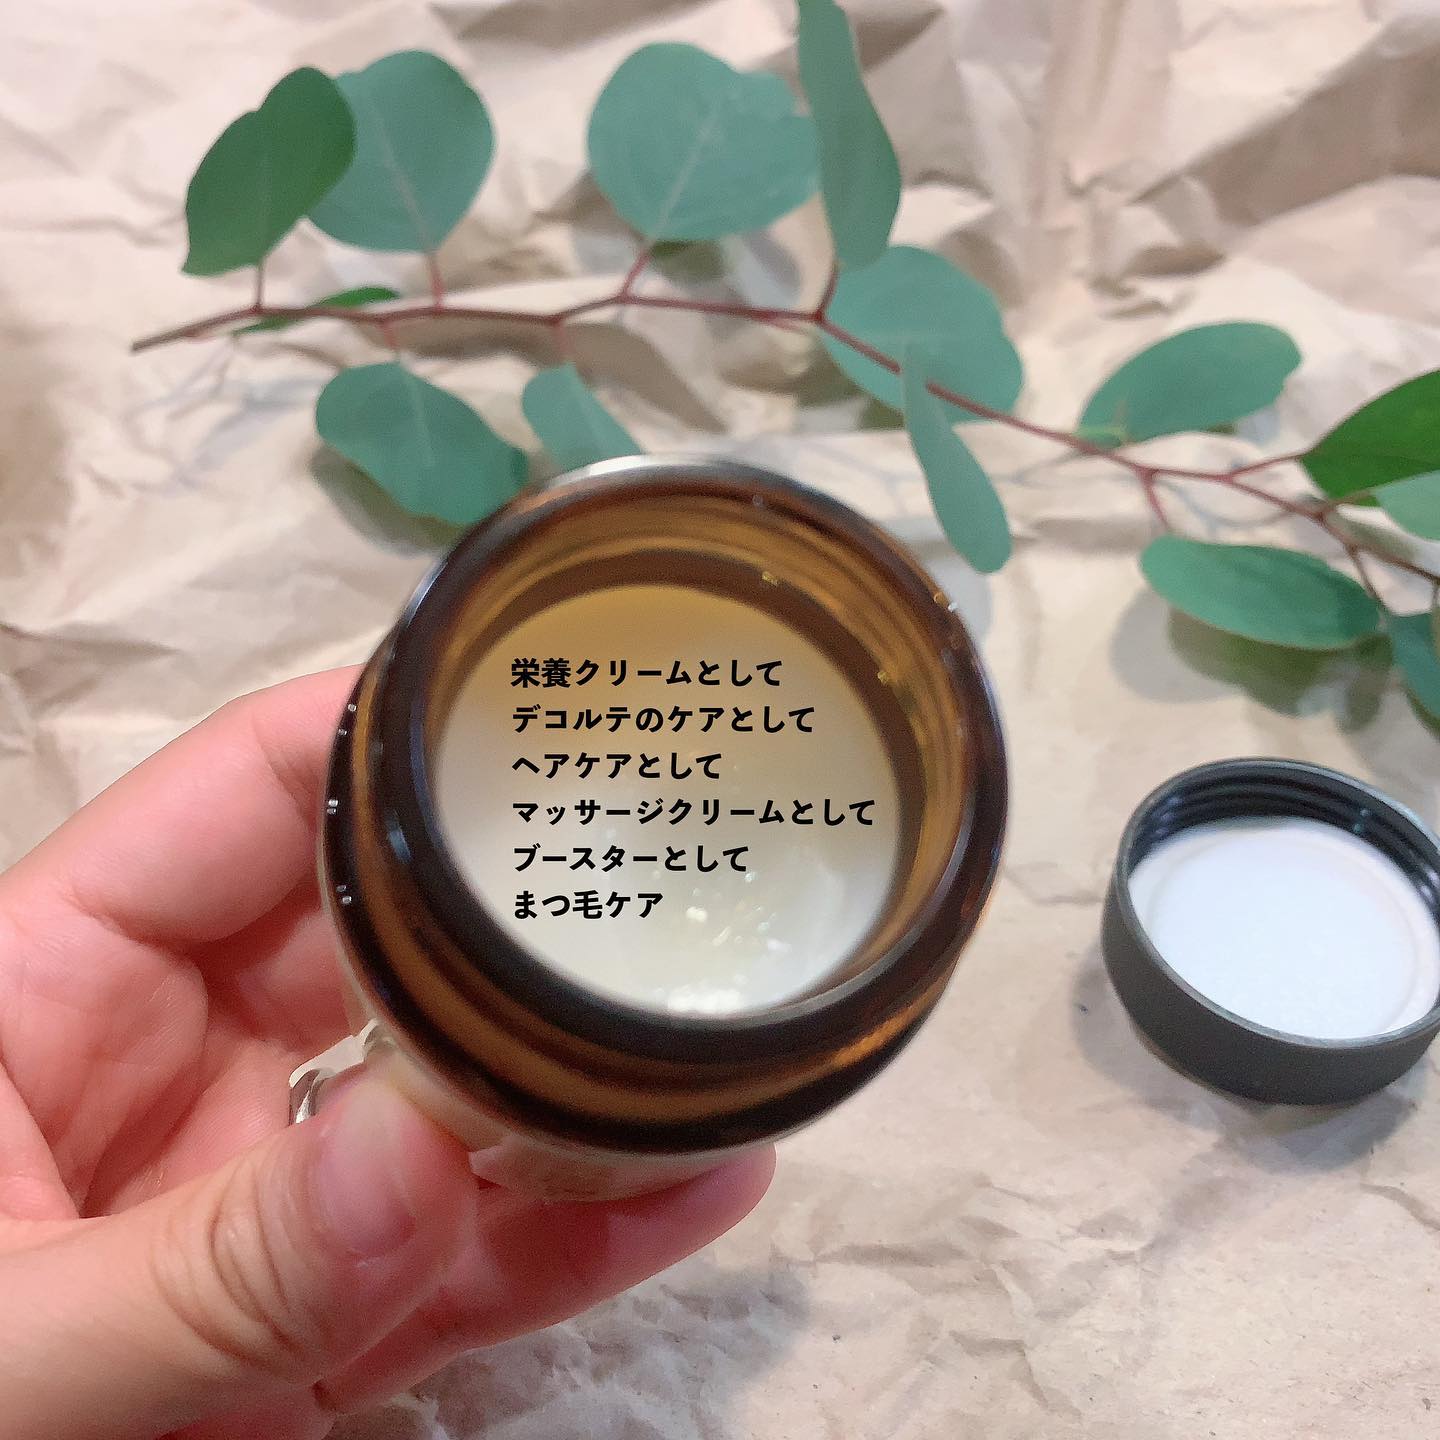 栄養クリームとして
デコルテのケアとして
ヘアケアとして
マッサージクリームとして
ブースターとして
まつ毛ケア